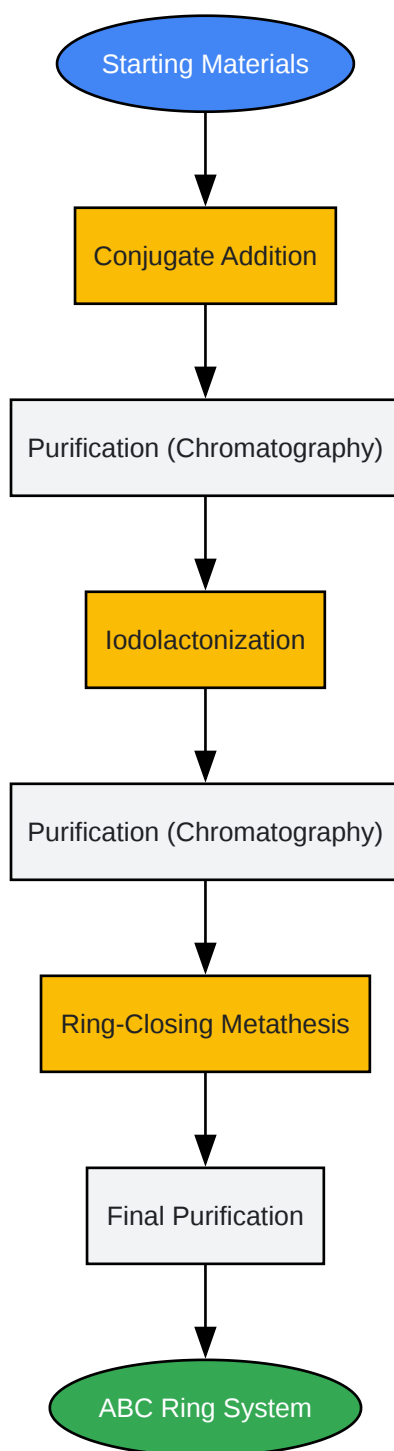 Starting Materials
Conjugate Addition
Purification (Chromatography)
Iodolactonization
Purification (Chromatography)
Ring-Closing Metathesis
Final Purification
ABC Ring System